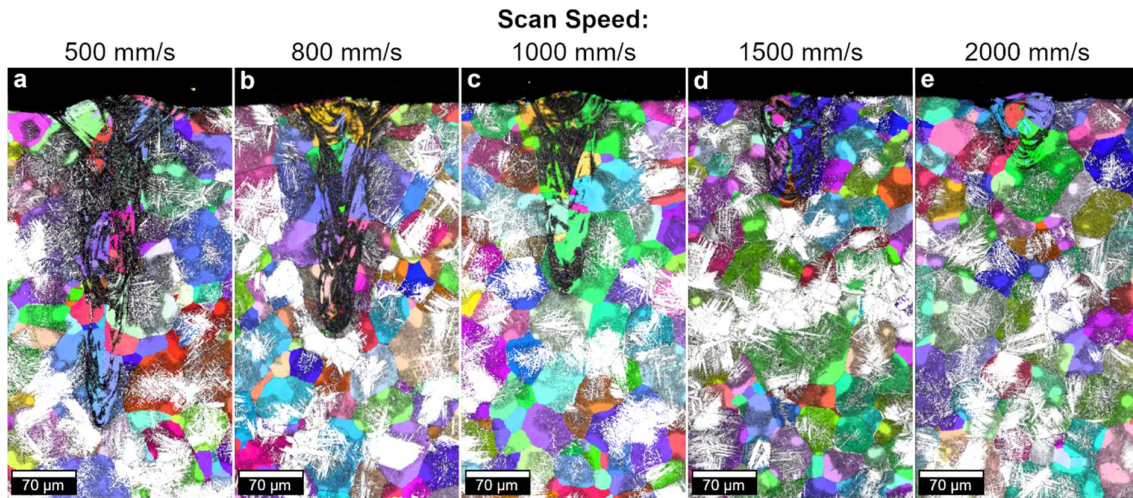 Scan Speed:
500 mm/s 800 mm/s 1000 mm/s 1500 mm/s 2000 mm/s
a b c d e
70 µm 70 µm 70 µm 70 µm 70 µm